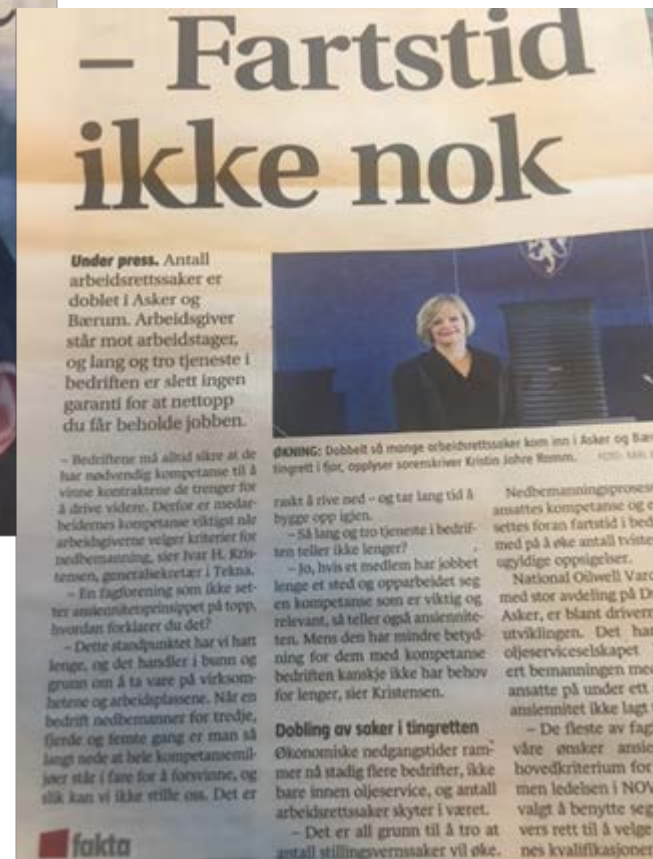 – Fartstid
ikke nok
Under press. Antall
arbeidsrettssaker er
doblet i Asker og
Bærum. Arbeidsgiver
står mot arbeidstager,
og lang og tro tjeneste i
bedriften er slett ingen
garanti for at nettopp
du får beholde jobben.
– Bedriftene må alltid sikre at de
har nødvendig kompetanse til å
vinne kontraktene de trenger for
å drive videre. Derfor er medar-
beidernes kompetanse viktigst når
arbeidsgiverne velger kriterier for
nedbemanning, sier Ivar H. Kris-
tensen, generalsekretær i Tekna.
– En fagforening som ikke set-
ter ansiennitetsprinsippet på topp,
hvordan forklarer du det?
– Dette standpunktet har vi hatt
lenge, og det handler i bunn og
grunn om å ta vare på virksom-
hetene og arbeidsplassene. Når en
bedrift nedbemanner for tredje,
fjerde og femte gang er man så
langt nede at hele kompetansemil-
jøer står i fare for å forsvinne, og
slik kan vi ikke stille oss. Det er
fakta
ØKNING: Dobbelt så mange arbeidsrettssaker kom inn i Asker og Bær
tingrett i fjor, opplyser sorenskriver Kristin Jahre Ramm. FOTO:
raskt å rive ned – og tar lang tid å
bygge opp igjen.
– Så lang og tro tjeneste i bedrif-
ten teller ikke lenger?
– Jo, hvis et medlem har jobbet
lenge et sted og opparbeidet seg
en kompetanse som er viktig og
relevant, så teller også ansiennite-
ten. Mens den har mindre betyd-
ning for dem med kompetanse
bedriften kanskje ikke har behov
for lenger, sier Kristensen.
Dobling av saker i tingretten
Økonomiske nedgangstider ram-
mer nå stadig flere bedrifter, ikke
bare innen oljeservice, og antall
arbeidsrettssaker skyter i været.
– Det er all grunn til å tro at
antall stillingsvernssaker vil øke.
Nedbemanningsprosess
ansattes kompetanse og e
settes foran fartstid i bed
med på å øke antall tviste
ugyldige oppsigelser.
National Oilwell Varc
med stor avdeling på D
Asker, er blant driverr
utviklingen. Det har
oljeserviceselskapet
ert bemanningen med
ansatte på under ett
ansiennitet ikke lagt
– De fleste av fag
våre ønsker ansie
hovedkriterium for
men ledelsen i NOV
valgt å benytte seg
vers rett til å velge
nes kvalifikasjoner